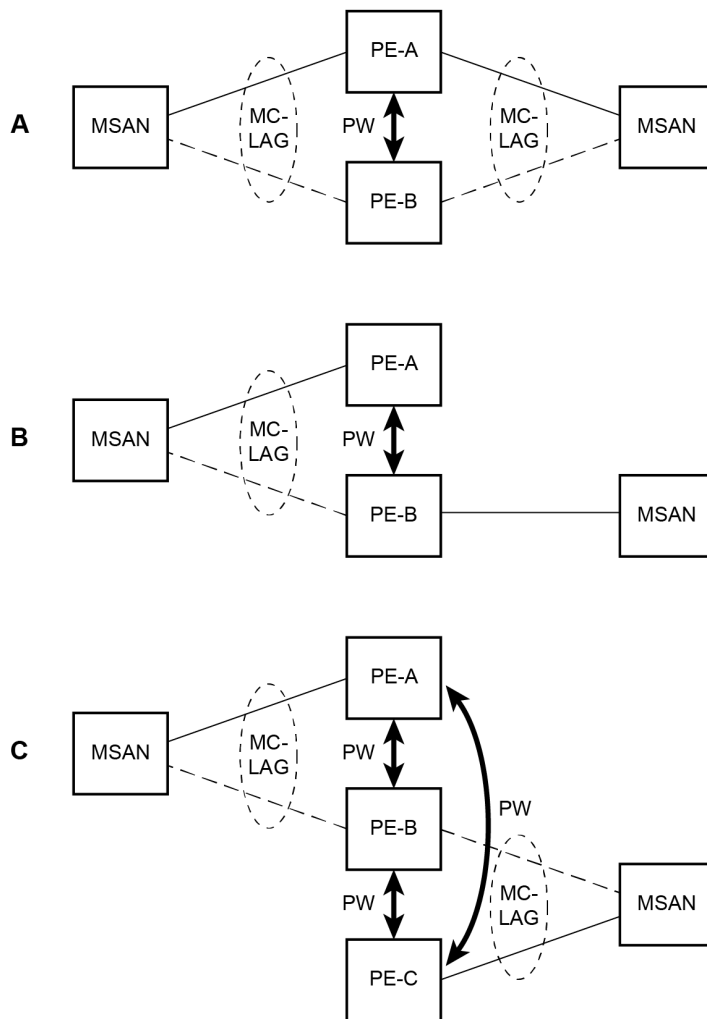 PE-A
MC-
LAG
MC-
LAG
A
MSAN
PW
MSAN
PE-B
PE-A
MC-
LAG
B
MSAN
PW
PE-B
MSAN
PE-A
MC-
LAG
C
MSAN
PW
PE-B
PW
MC-
LAG
PW
MSAN
PE-C